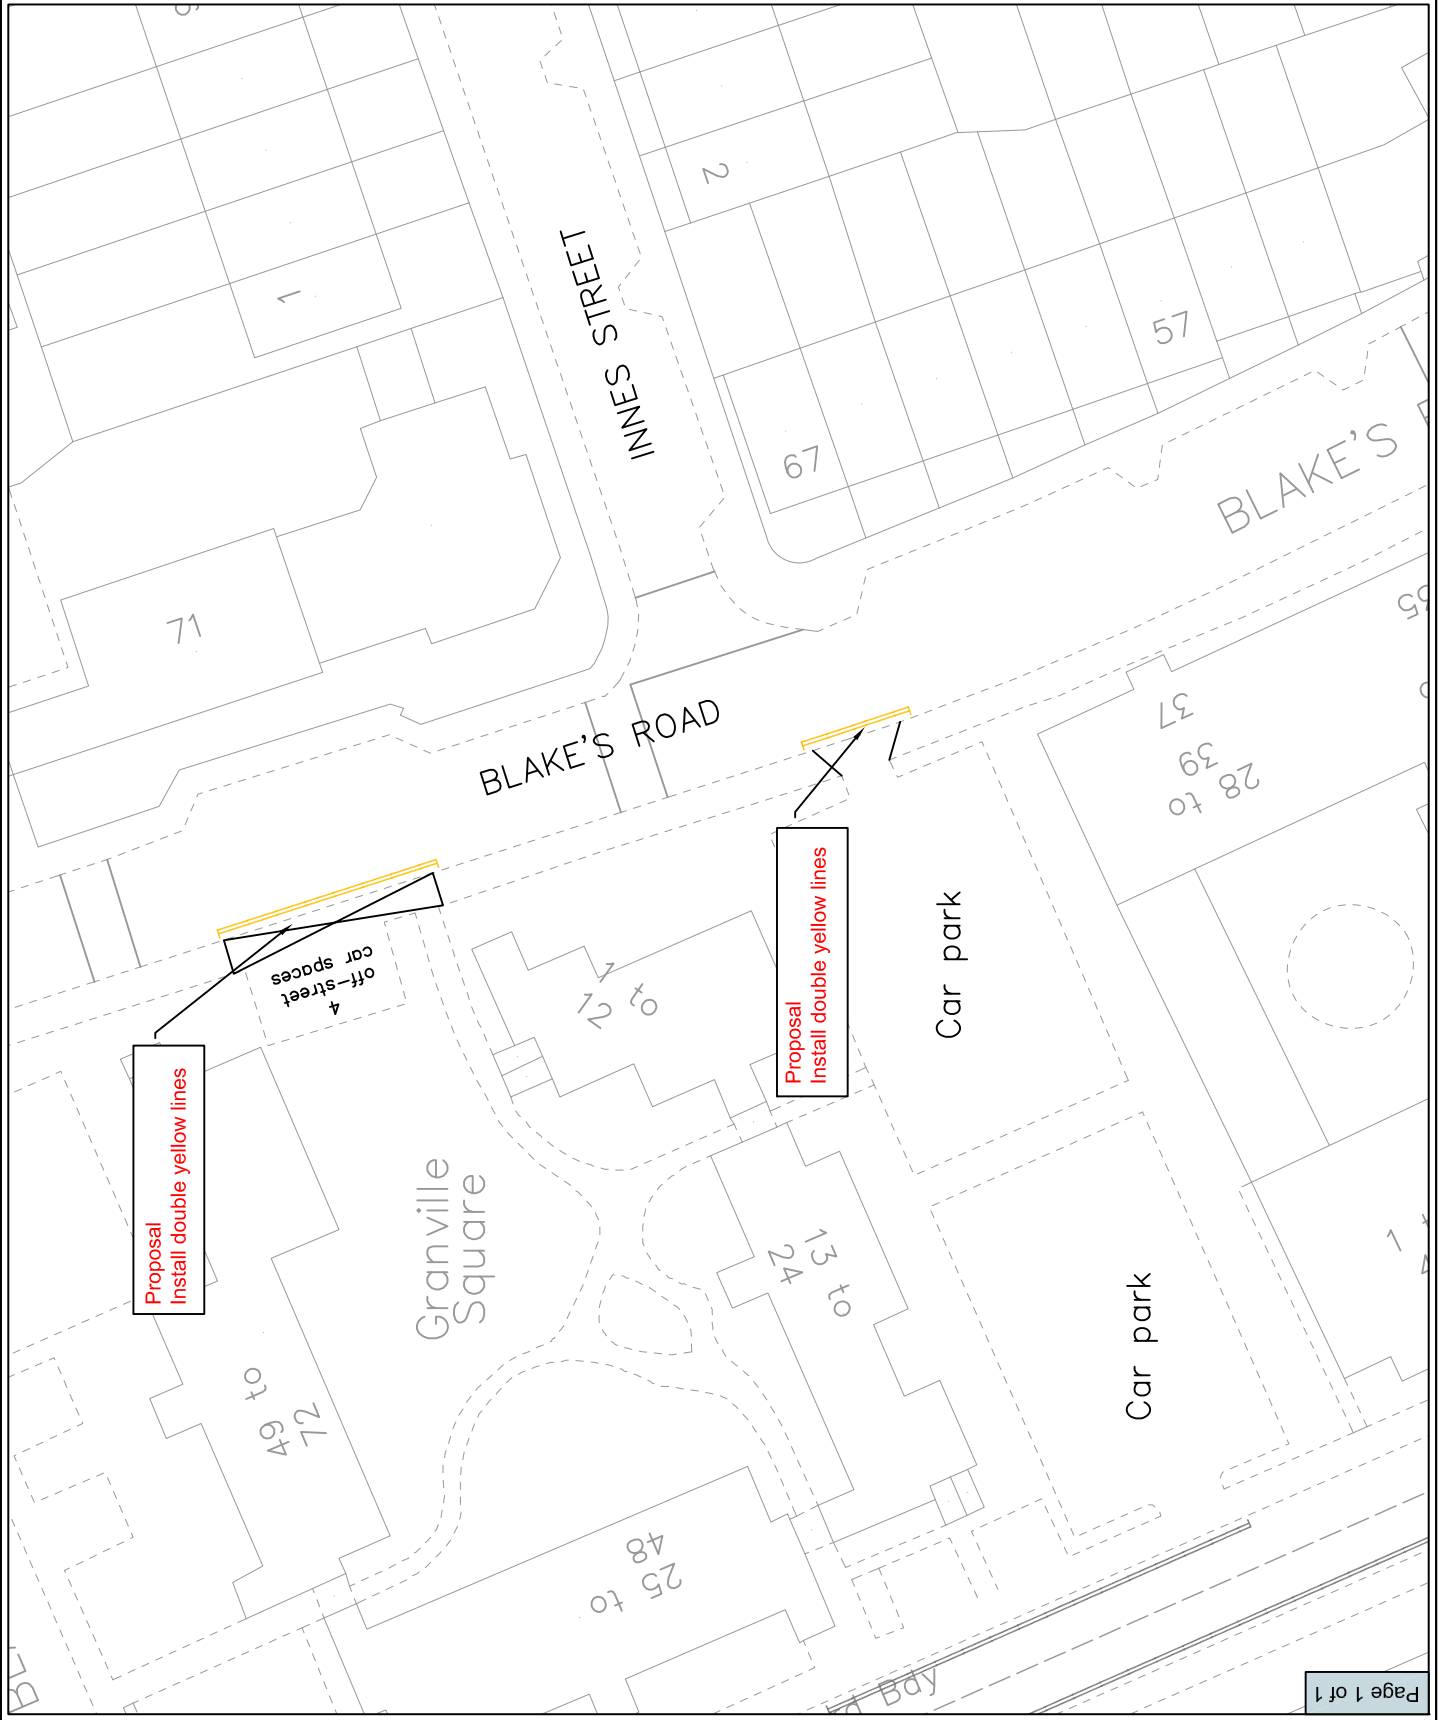 1
2
INNES STREET
57
67
BLAKE'S
71
37
39
28 to
BLAKE'S ROAD
4
off-street
car spaces
1 to
12
Proposal
Install double yellow lines
Car park
Proposal
Install double yellow lines
Granville
Square
13 to
24
Car park
49 to
72
25 to
48
Bdy
Page 1 of 1